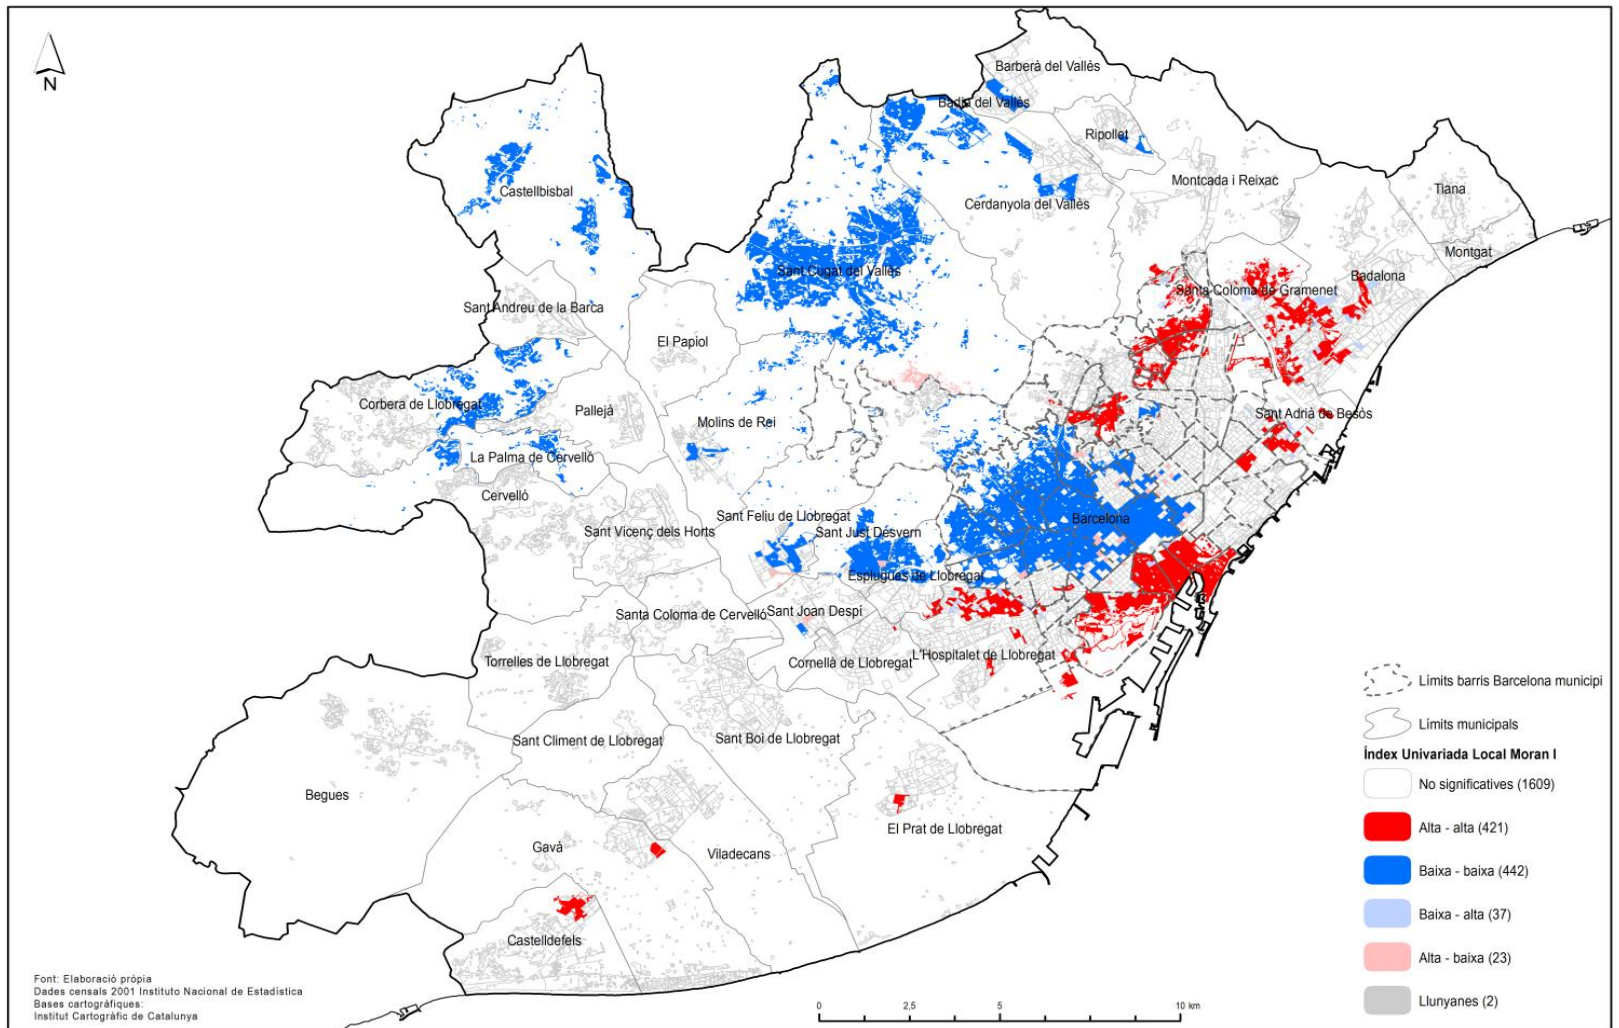 N
Barberà del Vallès
Badia del Vallès
Ripollet
Montcada i Reixac
Tiana
Castellbisbal
Cerdanyola del Vallès
Montgat
Sant Cugat del Vallès
Badalona
Santa Coloma de Gramenet
Sant Andreu de la Barca
El Papiol
Corbera de Llobregat
Pallejà
Molins de Rei
Sant Adrià de Besòs
La Palma de Cervelló
Cervelló
Sant Feliu de Llobregat
Barcelona
Sant Vicenç dels Horts
Sant Just Desvern
Esplugues de Llobregat
Santa Coloma de Cervelló
Sant Joan Despí
Torrelles de Llobregat
Cornellà de Llobregat
L'Hospitalet de Llobregat
Sant Climent de Llobregat
Sant Boi de Llobregat
Begues
El Prat de Llobregat
Gavà
Viladecans
Castelldefels
Límits barris Barcelona municipi
Límits municipals
Índex Univariada Local Moran I
No significatives (1609)
Alta - alta (421)
Baixa - baixa (442)
Baixa - alta (37)
Alta - baixa (23)
Llunyanes (2)
Font: Elaboració pròpia
Dades censals 2001 Instituto Nacional de Estadística
Bases cartogràfiques:
Institut Cartogràfic de Catalunya
0 2,5 5 10 km